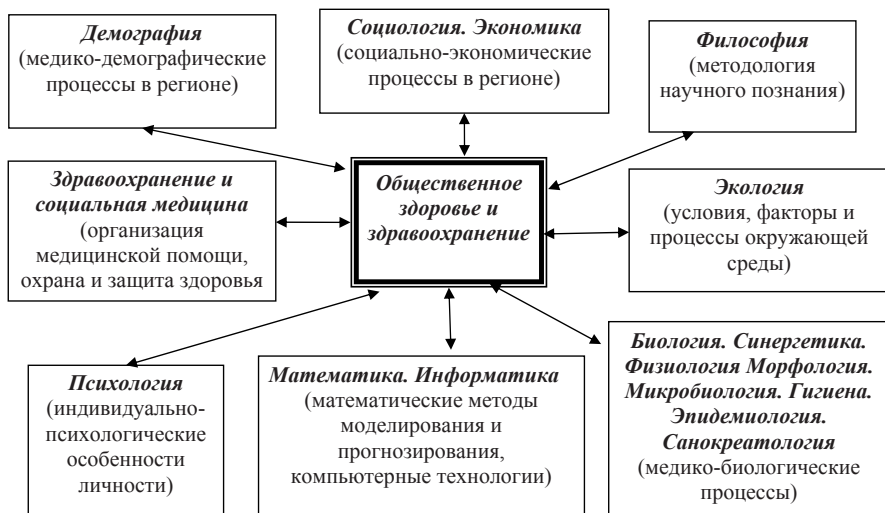 Демография
(медико-демографические
процессы в регионе)
Социология. Экономика
(социально-экономические
процессы в регионе)
Философия
(методология
научного познания)
Здравоохранение и
социальная медицина
(организация
медицинской помощи,
охрана и защита здоровья
Общественное
здоровье и
здравоохранение
Экология
(условия, факторы и
процессы окружающей
среды)
Психология
(индивидуально-
психологические
особенности
личности)
Математика. Информатика
(математические методы
моделирования и
прогнозирования,
компьютерные технологии)
Биология. Синергетика.
Физиология Морфология.
Микробиология. Гигиена.
Эпидемиология.
Санокреатология
(медико-биологические
процессы)